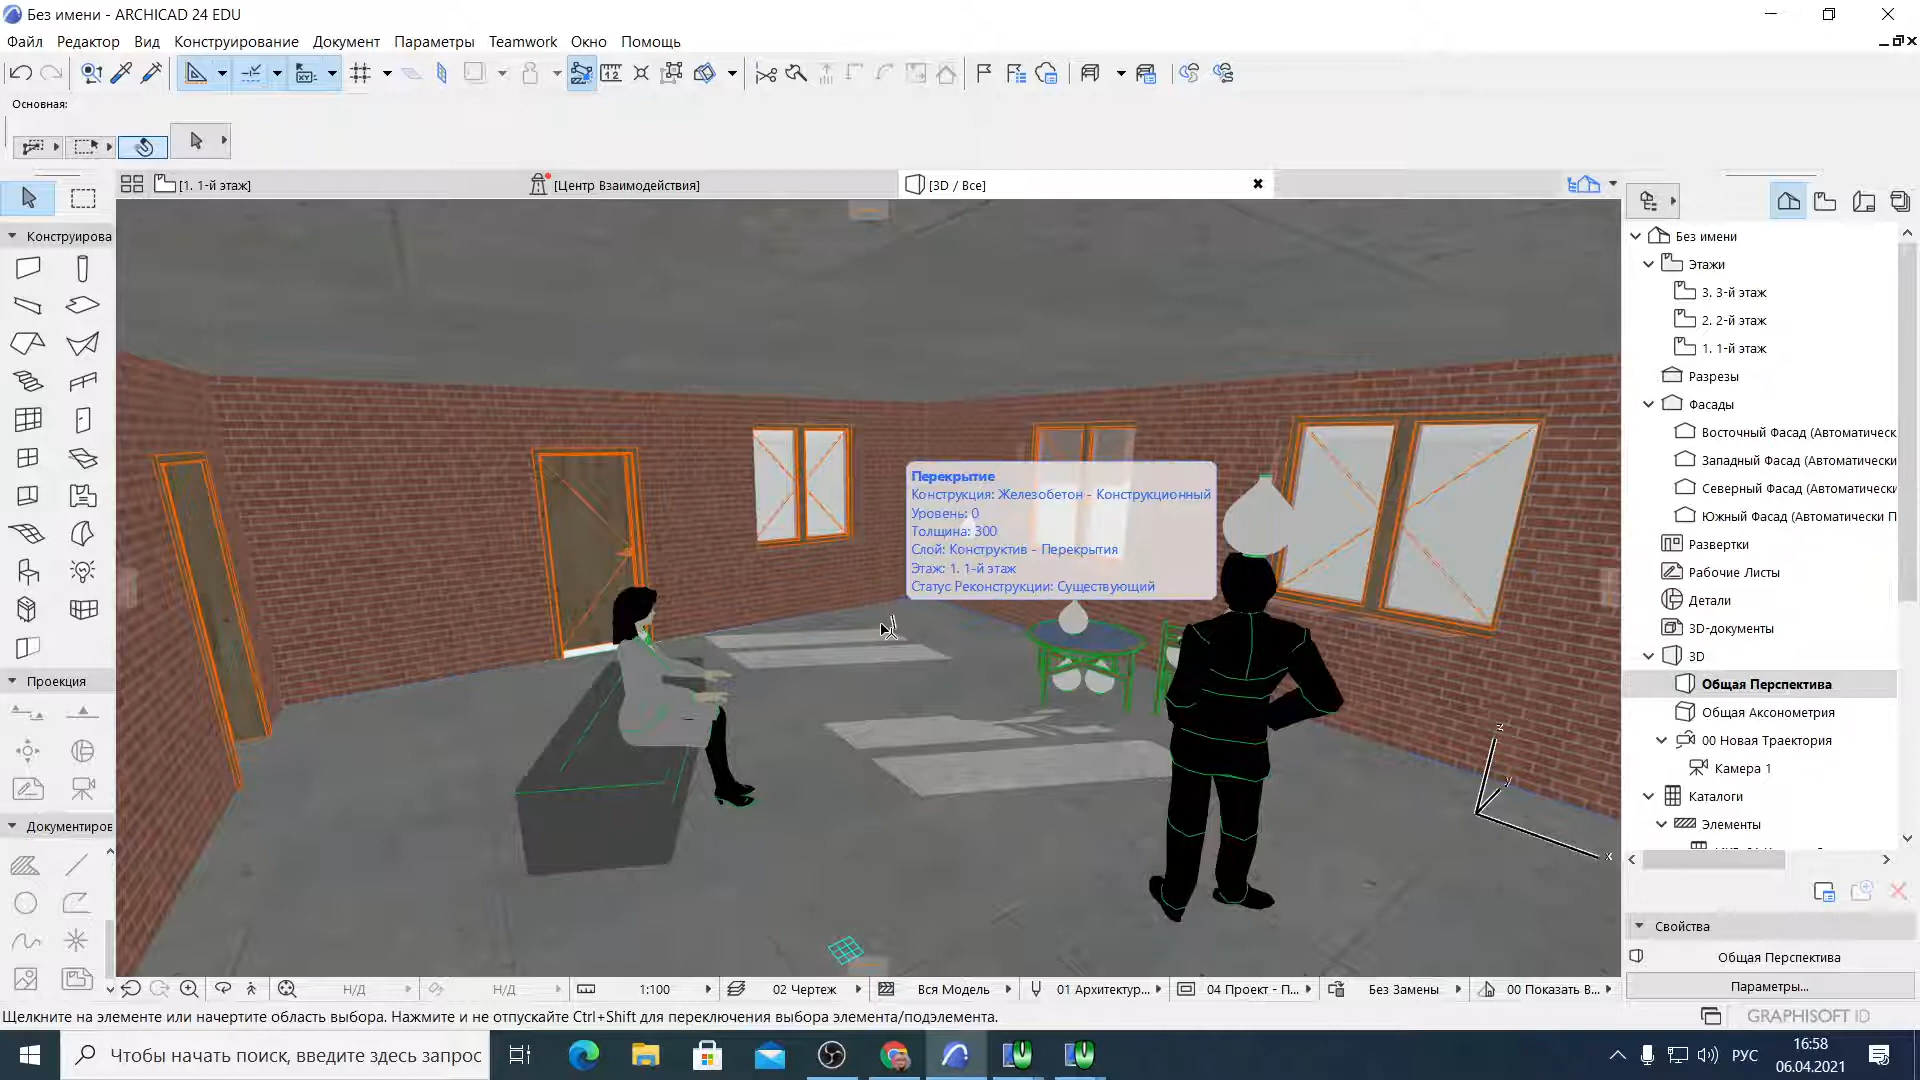 Без имени - ARCHICAD 24 EDU
Файл Редактор Вид Конструирование Документ Параметры Teamwork Окно Помощь
Основная:
[1. 1-й этаж]
[Центр Взаимодействия]
[3D / Все]
Конструирова
Проекция
Документиров
Перекрытие
Конструкция: Железобетон - Конструкционный
Уровень: 0
Толщина: 300
Слой: Конструктив - Перекрытия
Этаж: 1. 1-й этаж
Статус Реконструкции: Существующий
z
y
x
Без имени
Этажи
3. 3-й этаж
2. 2-й этаж
1. 1-й этаж
Разрезы
Фасады
Восточный Фасад (Автоматическ
Западный Фасад (Автоматически
Северный Фасад (Автоматическ
Южный Фасад (Автоматически П
Развертки
Рабочие Листы
Детали
3D-документы
3D
Общая Перспектива
Общая Аксонометрия
00 Новая Траектория
Камера 1
Каталоги
Элементы
Свойства
Общая Перспектива
Параметры...
Н/Д Н/Д 1:100 02 Чертеж Вся Модель 01 Архитектур... 04 Проект - П... Без Замены 00 Показать В...
Щелкните на элементе или начертите область выбора. Нажмите и не отпускайте Ctrl+Shift для переключения выбора элемента/подэлемента.
GRAPHISOFT ID
Чтобы начать поиск, введите здесь запрос
РУС
16:58
06.04.2021